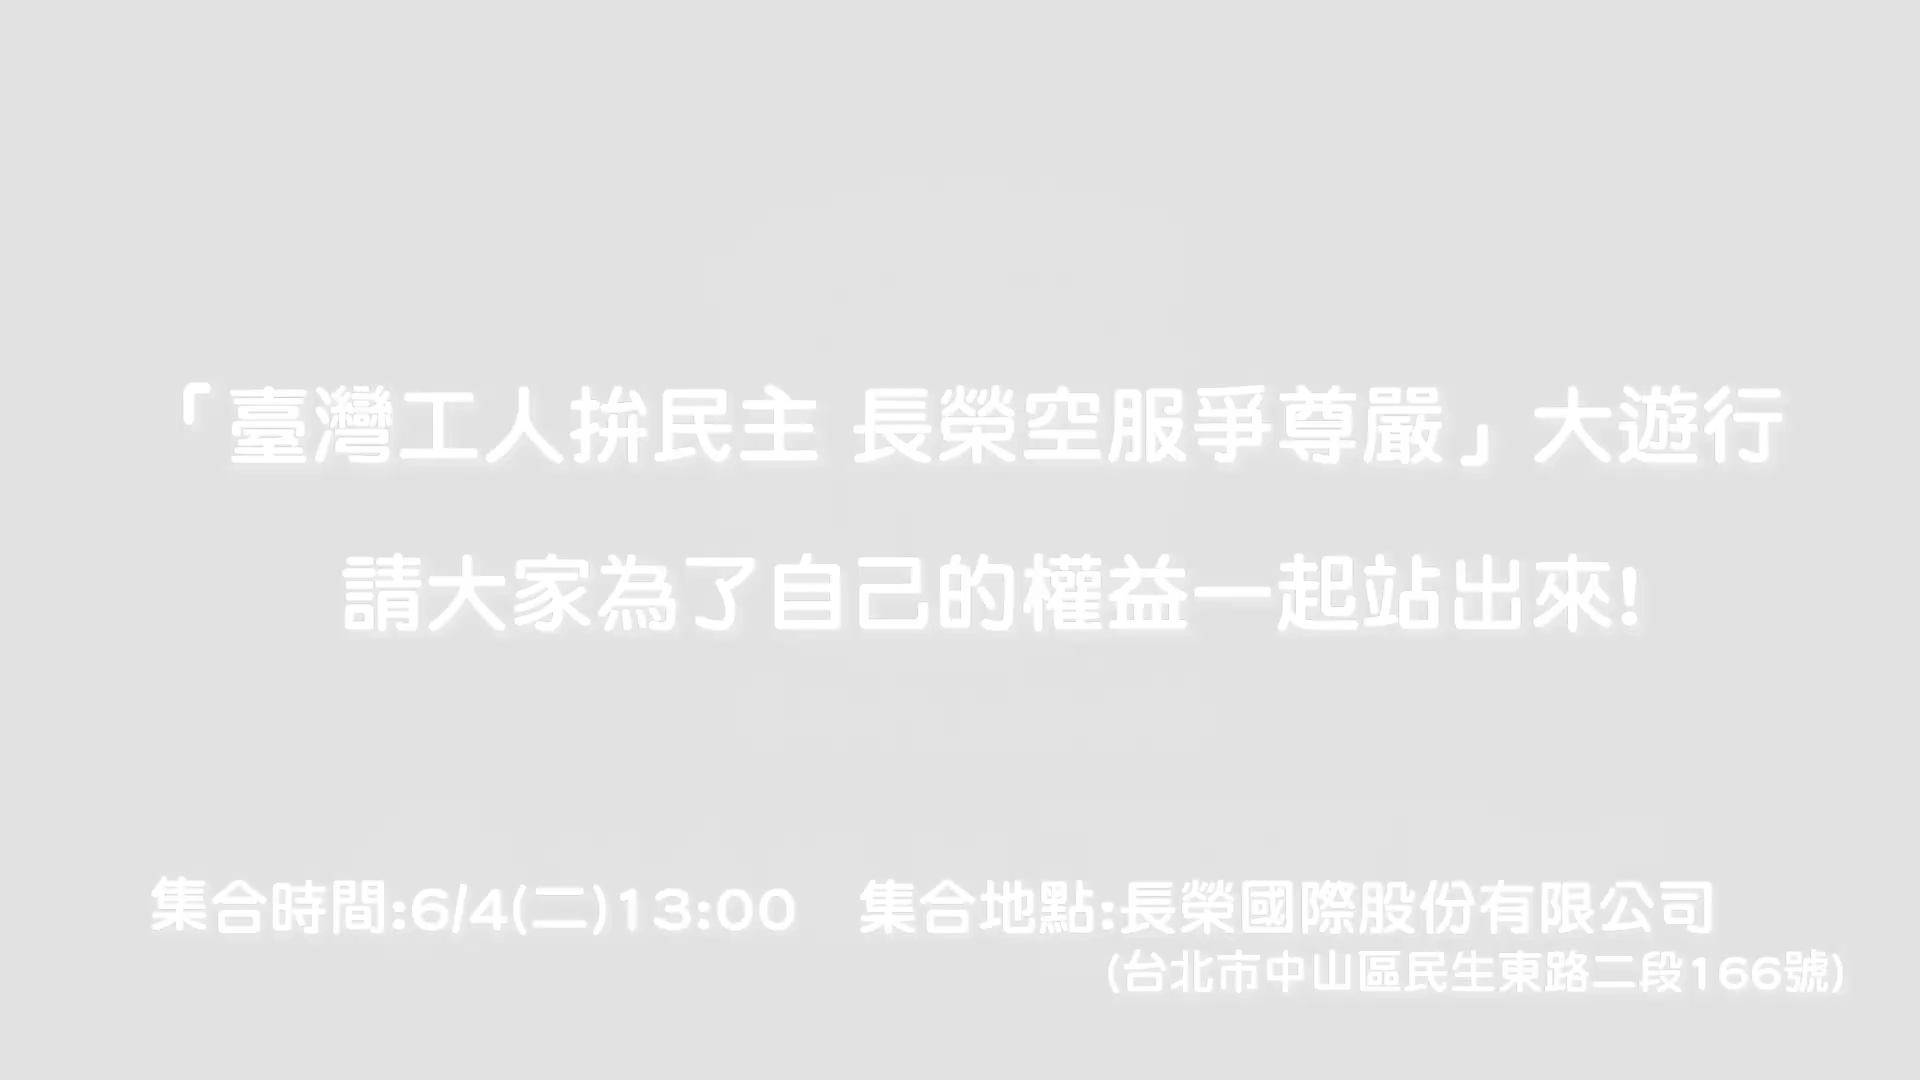 「臺灣工人拚民主 長榮空服爭尊嚴」大遊行
請大家為了自己的權益一起站出來!
集合時間:6/4(二)13:00 集合地點:長榮國際股份有限公司
(台北市中山區民生東路二段166號)